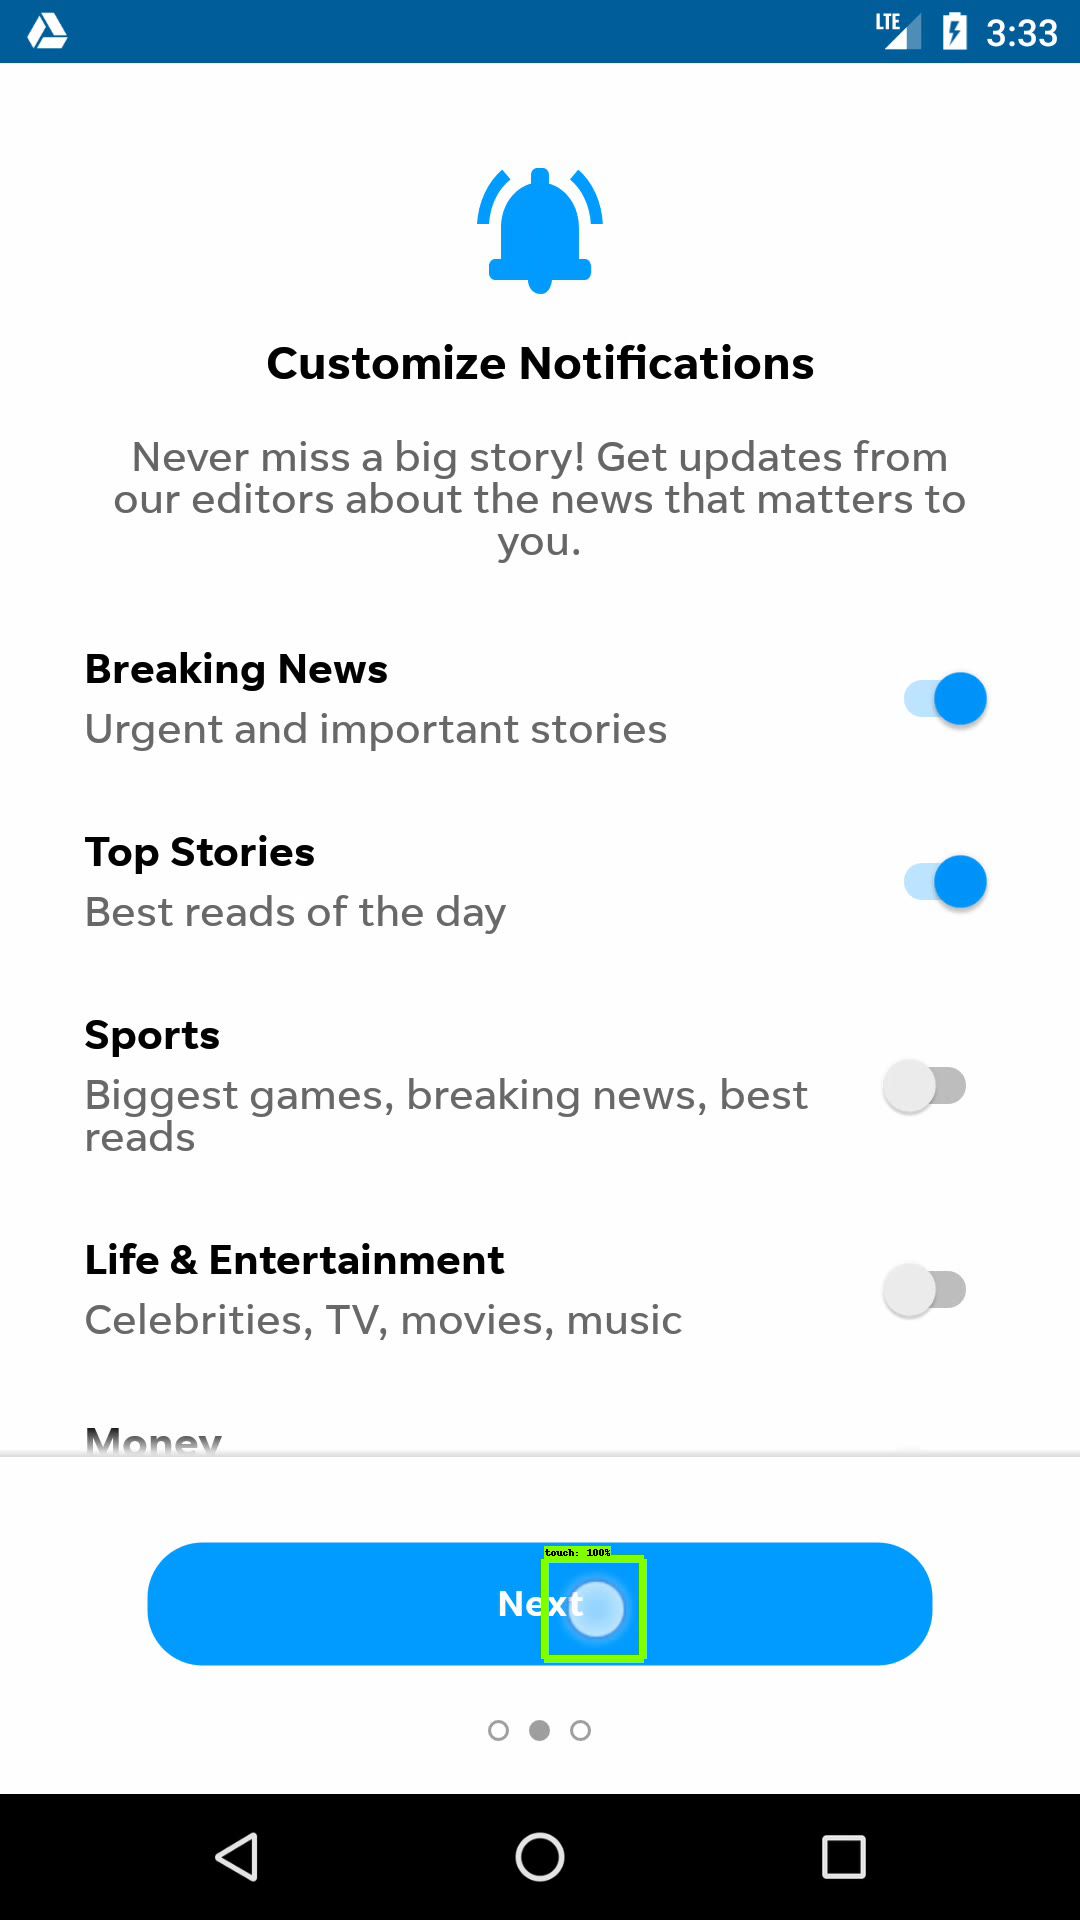 LTE 3:33
Customize Notifications
Never miss a big story! Get updates from
our editors about the news that matters to
you.
Breaking News
Urgent and important stories
Top Stories
Best reads of the day
Sports
Biggest games, breaking news, best
reads
Life & Entertainment
Celebrities, TV, movies, music
Money
touch: 100%
Next